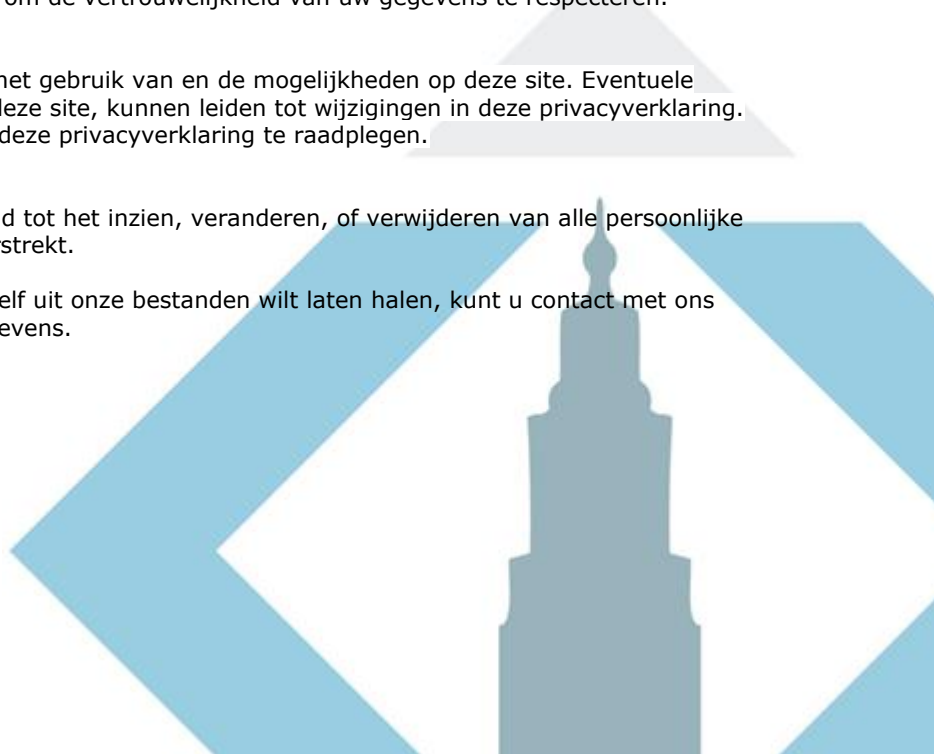 om de vertrouwelijkheid van uw gegevens te respecteren.
het gebruik van en de mogelijkheden op deze site. Eventuele
deze site, kunnen leiden tot wijzigingen in deze privacyverklaring.
deze privacyverklaring te raadplegen.
d tot het inzien, veranderen, of verwijderen van alle persoonlijke
strekt.
elf uit onze bestanden wilt laten halen, kunt u contact met ons
evens.